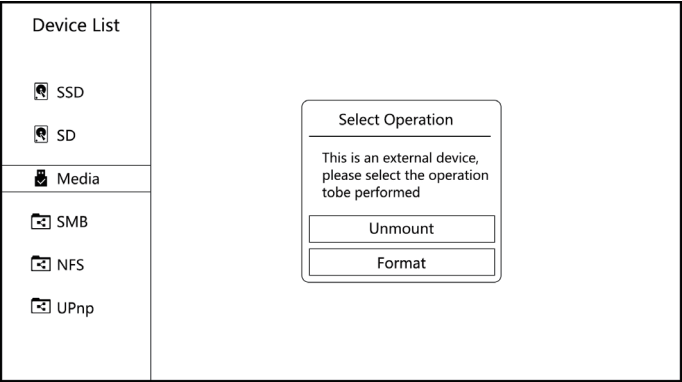 Device List
SSD
SD
Media
SMB
NFS
UPnp
Select Operation
This is an external device,
please select the operation
tobe performed
Unmount
Format